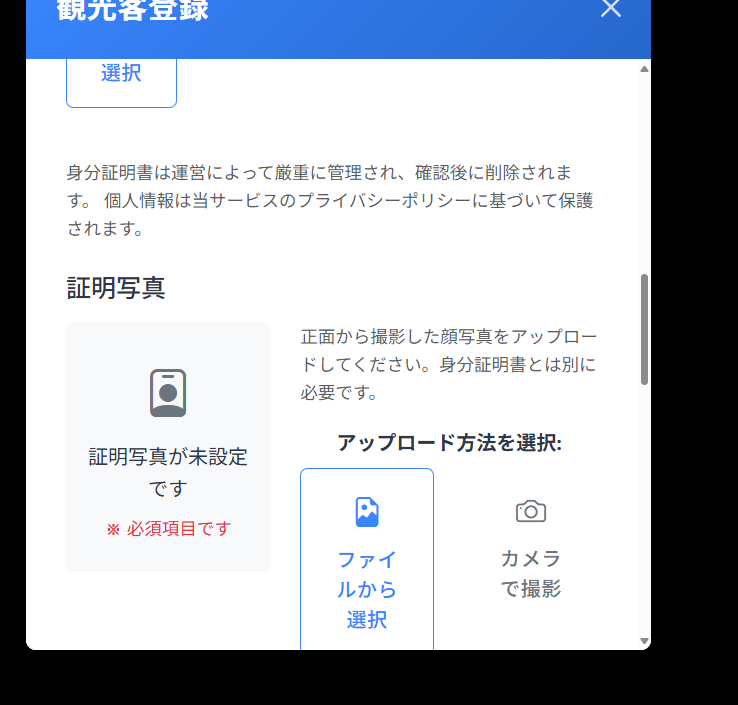 観光客登録
選択
身分証明書は運営によって厳重に管理され、確認後に削除されま
す。 個人情報は当サービスのプライバシーポリシーに基づいて保護
されます。
証明写真
証明写真が未設定
です
※ 必須項目です
正面から撮影した顔写真をアップロー
ドしてください。身分証明書とは別に
必要です。
アップロード方法を選択:
ファイ
ルから
選択
カメラ
で撮影